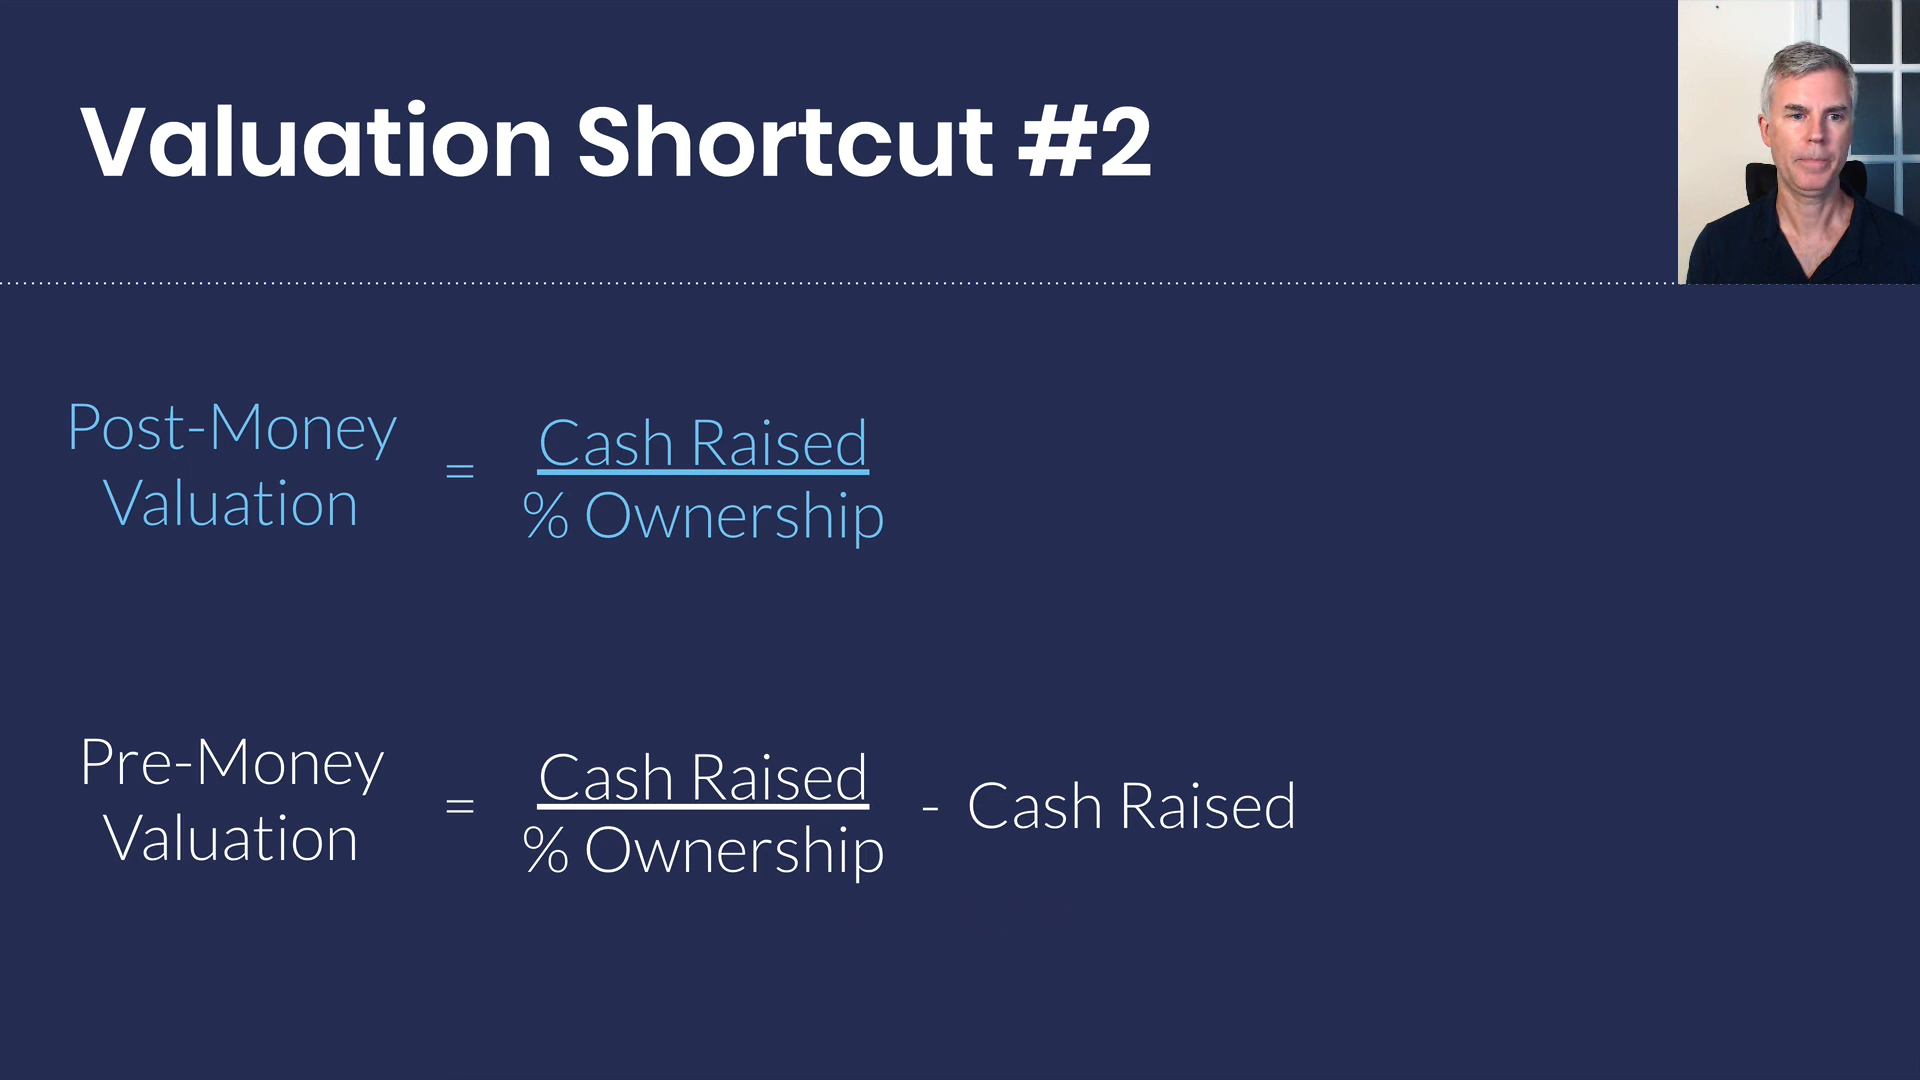 Valuation Shortcut #2
Post-Money
Valuation
=
Cash Raised
% Ownership
Pre-Money
Valuation
=
Cash Raised
% Ownership
- Cash Raised